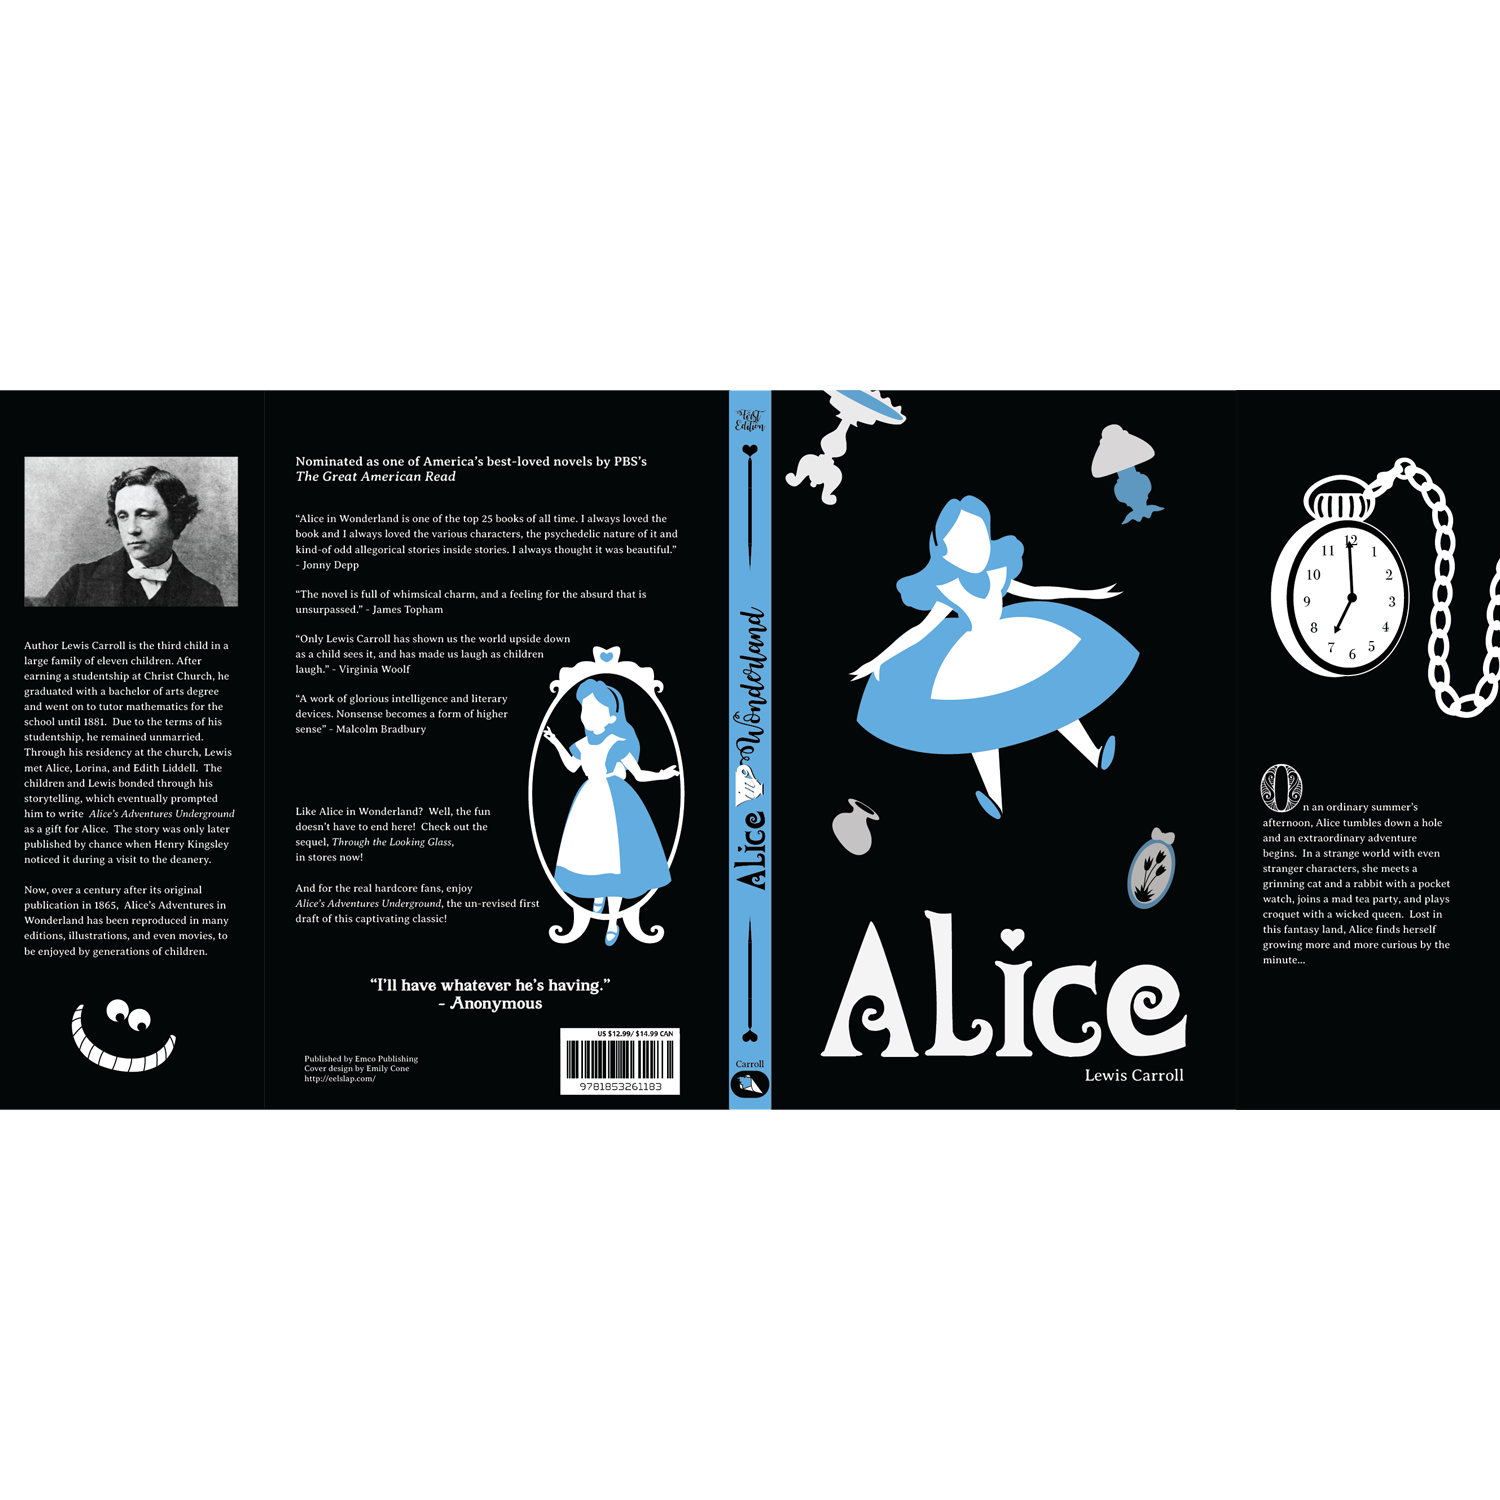 Author Lewis Carroll is the third child in a
large family of eleven children. After
earning a studentship at Christ Church, he
graduated with a bachelor of arts degree
and went on to tutor mathematics for the
school until 1881. Due to the terms of his
studentship, he remained unmarried.
Through his residency at the church, Lewis
met Alice, Lorina, and Edith Liddell. The
children and Lewis bonded through his
storytelling, which eventually prompted
him to write Alice's Adventures Underground
as a gift for Alice. The story was only later
published by chance when Henry Kingsley
noticed it during a visit to the deanery.
Now, over a century after its original
publication in 1865, Alice's Adventures in
Wonderland has been reproduced in many
editions, illustrations, and even movies, to
be enjoyed by generations of children.
Nominated as one of America's best-loved novels by PBS's
The Great American Read
“Alice in Wonderland is one of the top 25 books of all time. I always loved the
book and I always loved the various characters, the psychedelic nature of it and
kind-of odd allegorical stories inside stories. I always thought it was beautiful.”
- Jonny Depp
“The novel is full of whimsical charm, and a feeling for the absurd that is
unsurpassed.” - James Topham
“Only Lewis Carroll has shown us the world upside down
as a child sees it, and has made us laugh as children
laugh.” - Virginia Woolf
“A work of glorious intelligence and literary
devices. Nonsense becomes a form of higher
sense” - Malcolm Bradbury
Like Alice in Wonderland? Well, the fun
doesn't have to end here! Check out the
sequel, Through the Looking Glass,
in stores now!
And for the real hardcore fans, enjoy
Alice's Adventures Underground, the un-revised first
draft of this captivating classic!
“I'll have whatever he's having.”
- Anonymous
Published by Emco Publishing
Cover design by Emily Cone
http://eelslap.com/
US $12.99/ $14.99 CAN
9781853261183
First
Edition
Alice in Wonderland
Carroll
Alice
Lewis Carroll
12
11 1
10 2
9 3
8 4
7 6 5
On an ordinary summer's
afternoon, Alice tumbles down a hole
and an extraordinary adventure
begins. In a strange world with even
stranger characters, she meets a
grinning cat and a rabbit with a pocket
watch, joins a mad tea party, and plays
croquet with a wicked queen. Lost in
this fantasy land, Alice finds herself
growing more and more curious by the
minute...